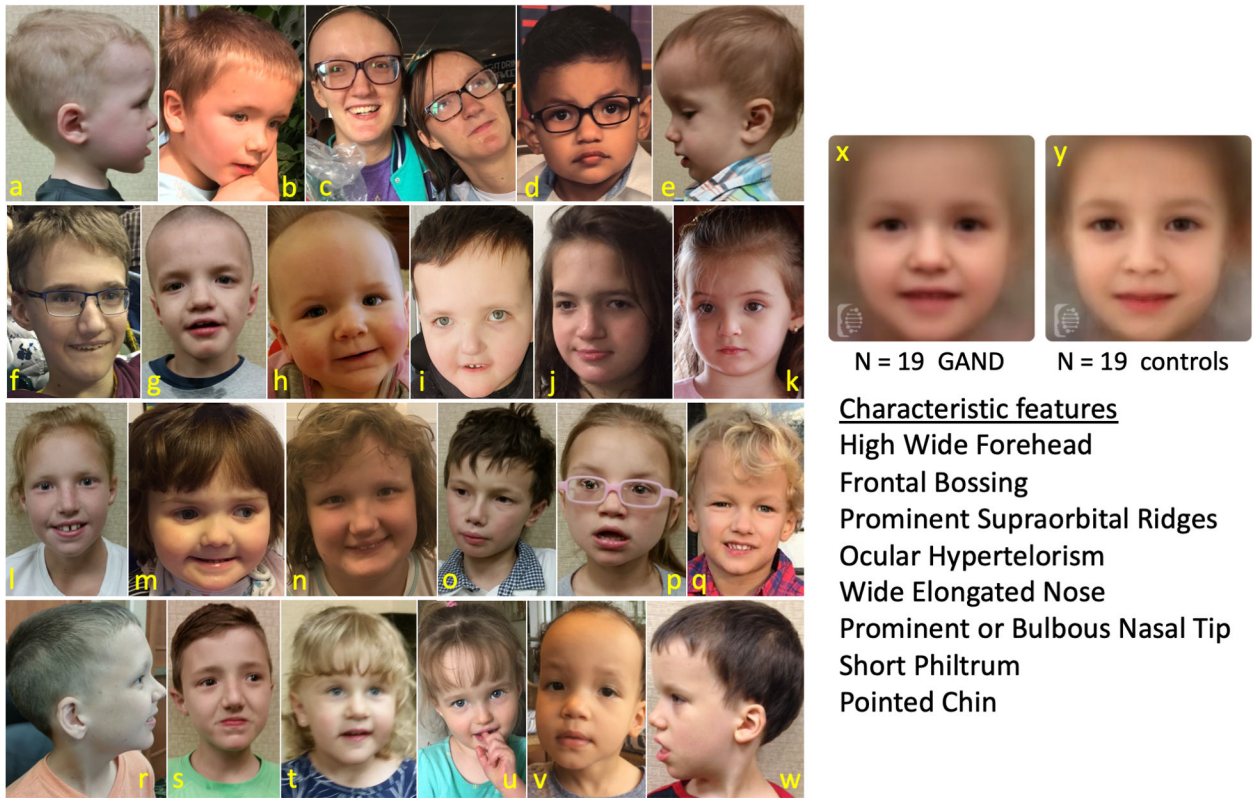 a b c d e
f g h i j k
l m n o p q
r s t u v w
x y
N = 19 GAND N = 19 controls
Characteristic features
High Wide Forehead
Frontal Bossing
Prominent Supraorbital Ridges
Ocular Hypertelorism
Wide Elongated Nose
Prominent or Bulbous Nasal Tip
Short Philtrum
Pointed Chin